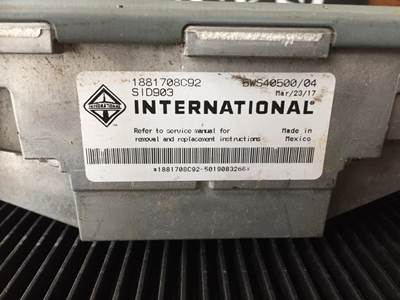 1881708C92 BWS40500/04
SID903 Mar/23/17
INTERNATIONAL®
Refer to service manual for Made in
removal and replacement instructions Mexico
*1881708C92-5019083266*